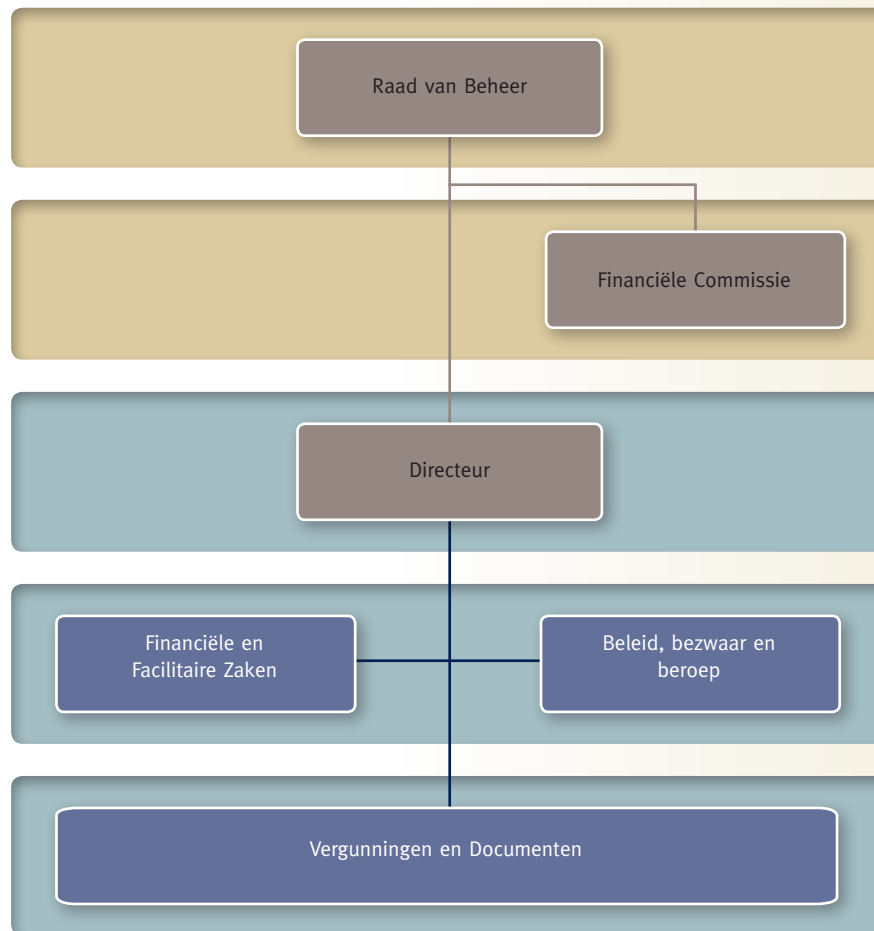 Raad van Beheer
Financiële Commissie
Directeur
Financiële en
Facilitaire Zaken
Beleid, bezwaar en
beroep
Vergunningen en Documenten